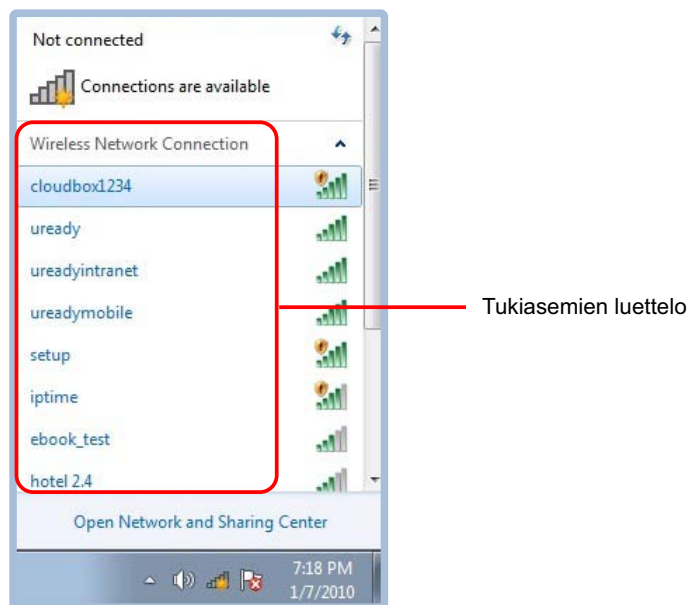 Not connected
Connections are available
Wireless Network Connection
cloudbox1234
uready
ureadyintranet
ureadymobile
setup
iptime
ebook_test
hotel 2.4
Open Network and Sharing Center
7:18 PM
1/7/2010
Tukiasemien luettelo